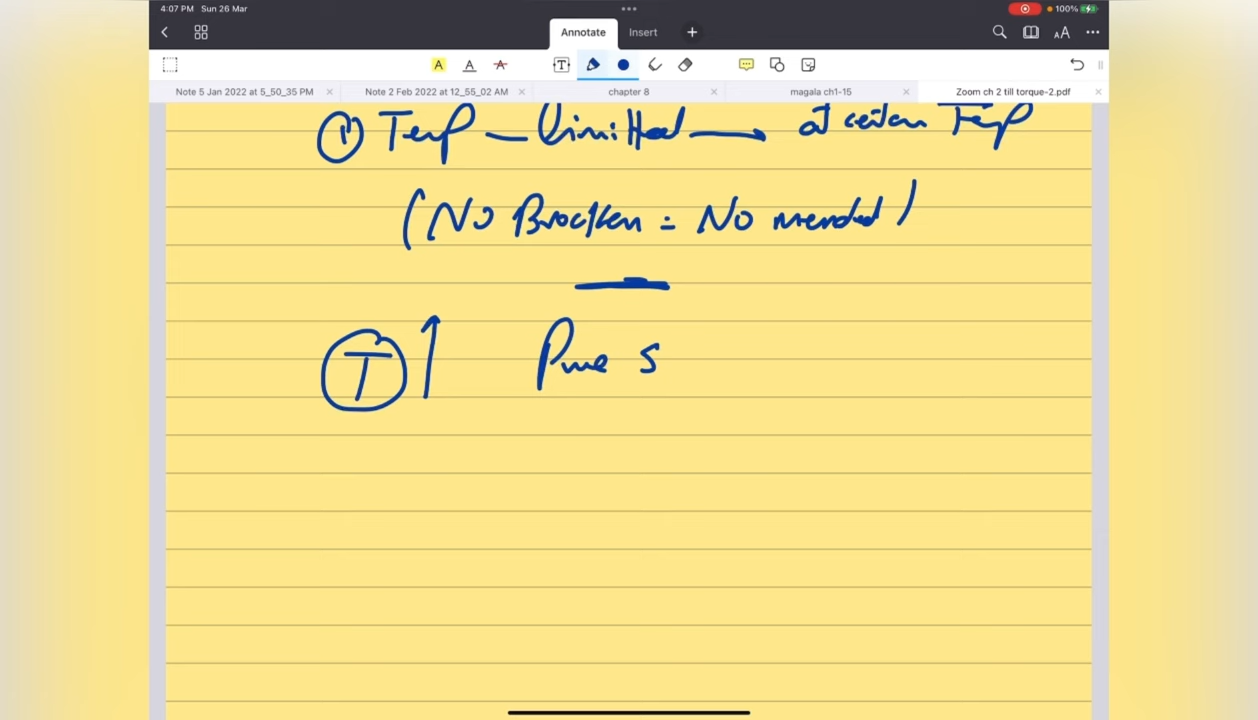 4:07 PM Sun 26 Mar
100%
Annotate Insert
Note 5 Jan 2022 at 5_50_35 PM
Note 2 Feb 2022 at 12_55_02 AM
chapter 8
magala ch1-15
Zoom ch 2 till torque-2.pdf
① Temp - limitted → at certain Temp
(No Brocken = No mended)
T ↑ Pure s